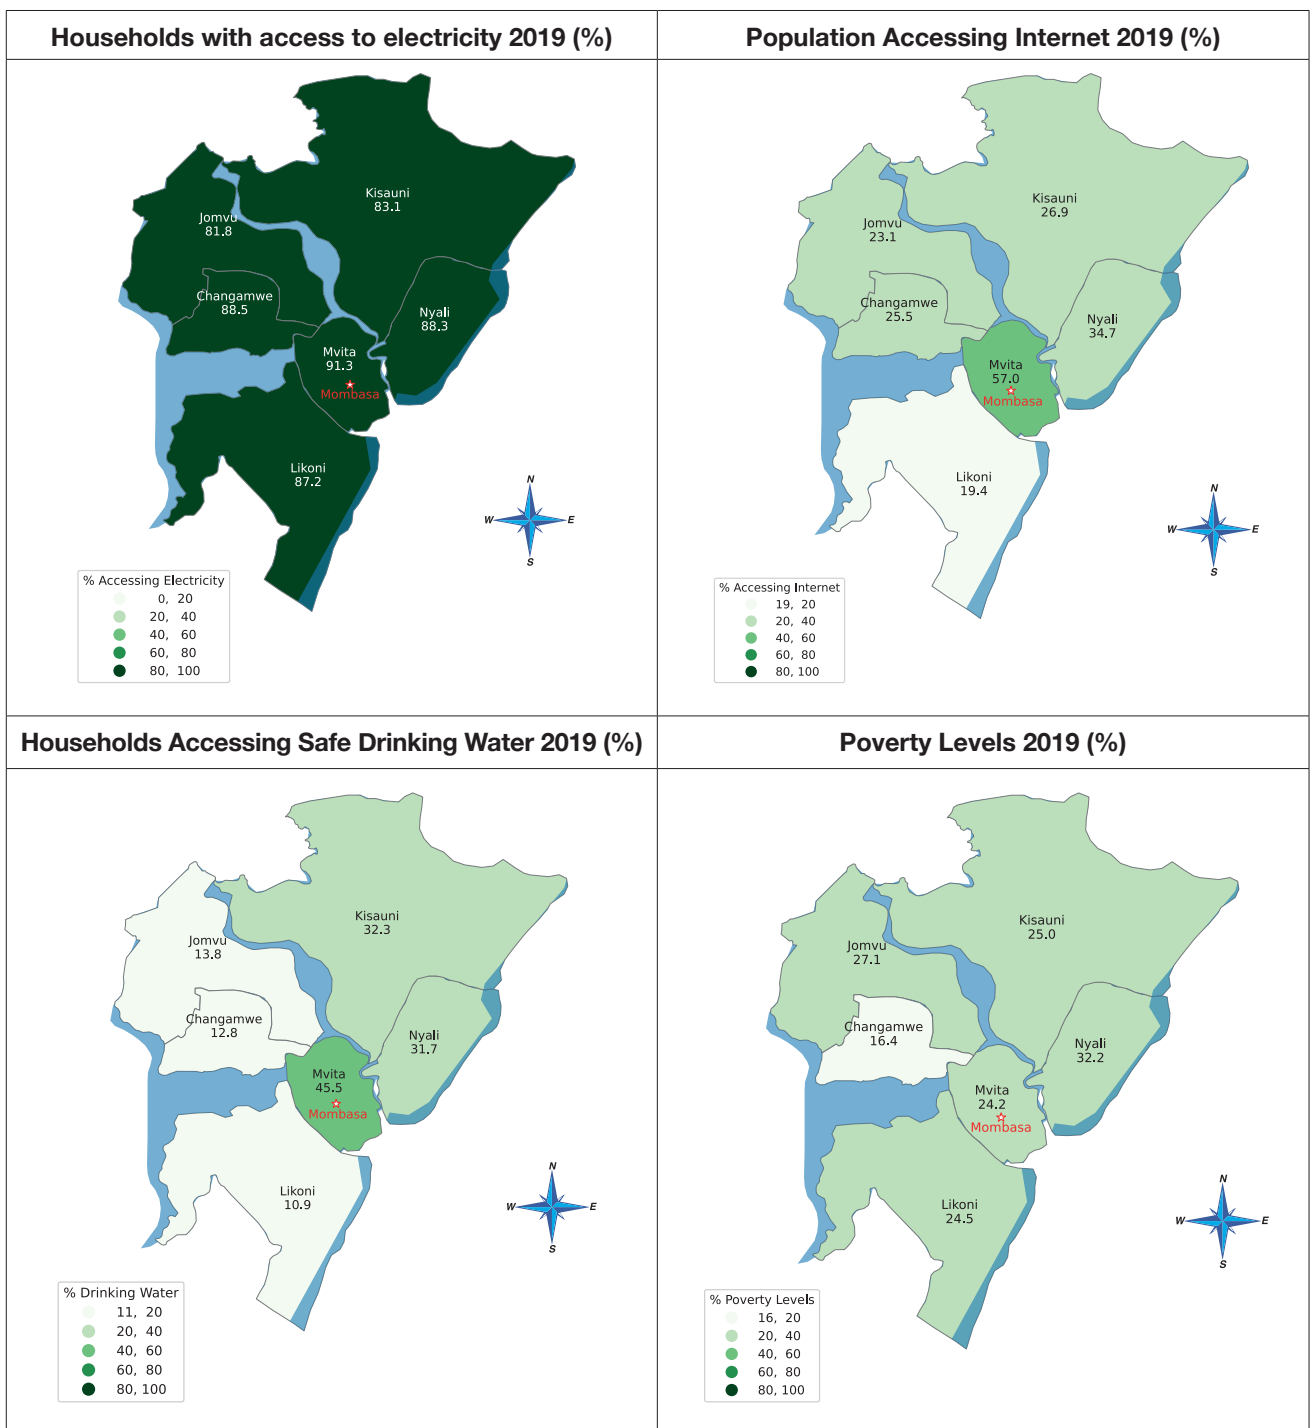 Households with access to electricity 2019 (%)
Kisauni
83.1
Jomvu
81.8
Changamwe
88.5
Nyali
88.3
Mvita
91.3
Mombasa
Likoni
87.2
N
W E
S
% Accessing Electricity
0, 20
20, 40
40, 60
60, 80
80, 100
Population Accessing Internet 2019 (%)
Kisauni
26.9
Jomvu
23.1
Changamwe
25.5
Nyali
34.7
Mvita
57.0
Mombasa
Likoni
19.4
N
W E
S
% Accessing Internet
19, 20
20, 40
40, 60
60, 80
80, 100
Households Accessing Safe Drinking Water 2019 (%)
Kisauni
32.3
Jomvu
13.8
Changamwe
12.8
Nyali
31.7
Mvita
45.5
Mombasa
Likoni
10.9
N
W E
S
% Drinking Water
11, 20
20, 40
40, 60
60, 80
80, 100
Poverty Levels 2019 (%)
Kisauni
25.0
Jomvu
27.1
Changamwe
16.4
Nyali
32.2
Mvita
24.2
Mombasa
Likoni
24.5
N
W E
S
% Poverty Levels
16, 20
20, 40
40, 60
60, 80
80, 100